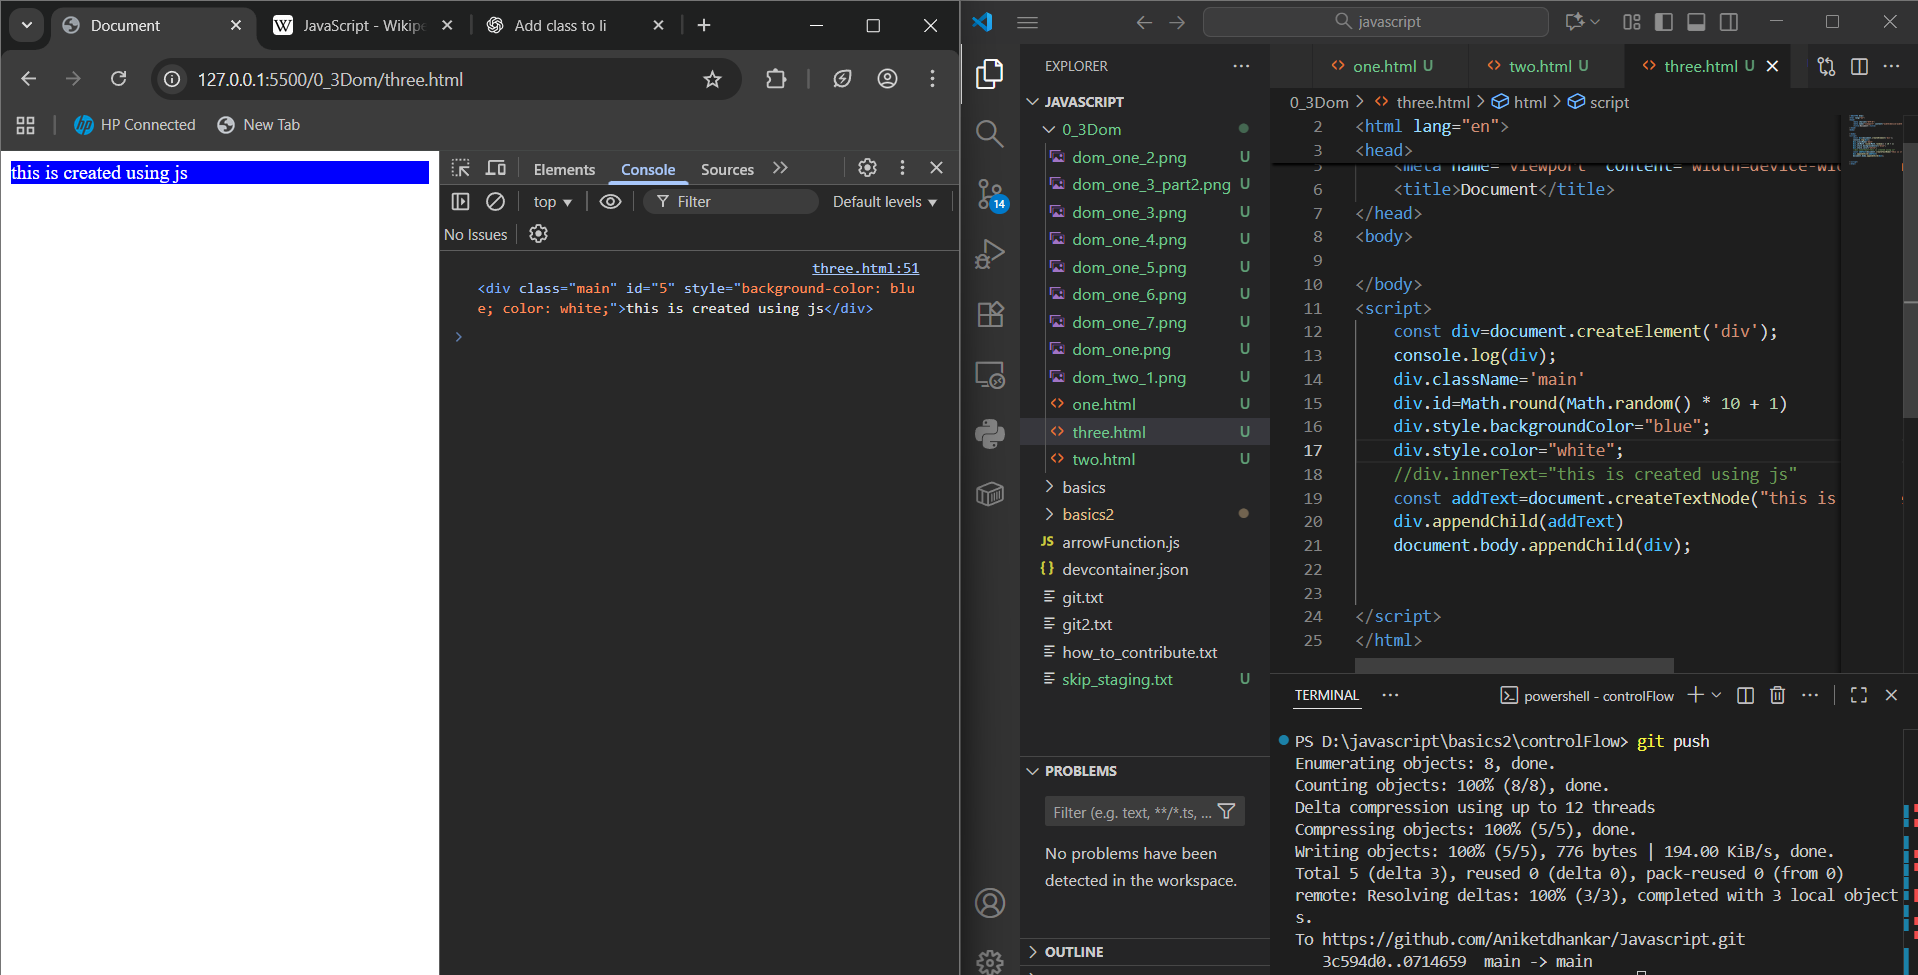 Document
JavaScript - Wikipe
Add class to li
127.0.0.1:5500/0_3Dom/three.html
HP Connected
New Tab
this is created using js
Elements
Console
Sources
top
Filter
Default levels
No Issues
three.html:51
<div class="main" id="5" style="background-color: blu
e; color: white;">this is created using js</div>
>
javascript
14
EXPLORER
JAVASCRIPT
0_3Dom
dom_one_2.png U
dom_one_3_part2.png U
dom_one_3.png U
dom_one_4.png U
dom_one_5.png U
dom_one_6.png U
dom_one_7.png U
dom_one.png U
dom_two_1.png U
one.html U
three.html U
two.html U
basics
basics2
JS arrowFunction.js
{} devcontainer.json
git.txt
git2.txt
how_to_contribute.txt
skip_staging.txt U
PROBLEMS
Filter (e.g. text, **/*.ts, ...
No problems have been
detected in the workspace.
OUTLINE
one.html U
two.html U
three.html U
0_3Dom > three.html > html > script
2 <html lang="en">
3 <head>
5 <meta name="viewport" content="width=device-wi
6 <title>Document</title>
7 </head>
8 <body>
9
10 </body>
11 <script>
12 const div=document.createElement('div');
13 console.log(div);
14 div.className='main'
15 div.id=Math.round(Math.random() * 10 + 1)
16 div.style.backgroundColor="blue";
17 div.style.color="white";
18 //div.innerText="this is created using js"
19 const addText=document.createTextNode("this is
20 div.appendChild(addText)
21 document.body.appendChild(div);
22
23
24 </script>
25 </html>
TERMINAL
powershell - controlFlow
PS D:\javascript\basics2\controlFlow> git push
Enumerating objects: 8, done.
Counting objects: 100% (8/8), done.
Delta compression using up to 12 threads
Compressing objects: 100% (5/5), done.
Writing objects: 100% (5/5), 776 bytes | 194.00 KiB/s, done.
Total 5 (delta 3), reused 0 (delta 0), pack-reused 0 (from 0)
remote: Resolving deltas: 100% (3/3), completed with 3 local object
s.
To https://github.com/Aniketdhankar/Javascript.git
3c594d0..0714659 main -> main